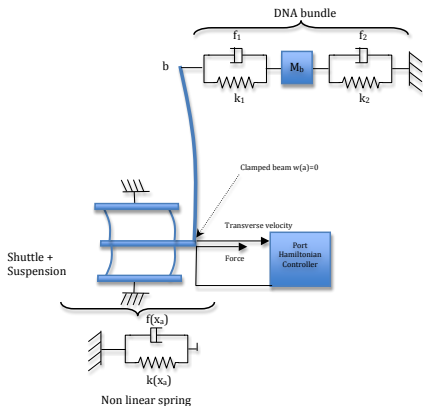 DNA bundle
f1
f2
b
Mb
k1
k2
Clamped beam w(a)=0
Transverse velocity
Force
Port
Hamiltonian
Controller
Shuttle +
Suspension
f(xa)
k(xa)
Non linear spring